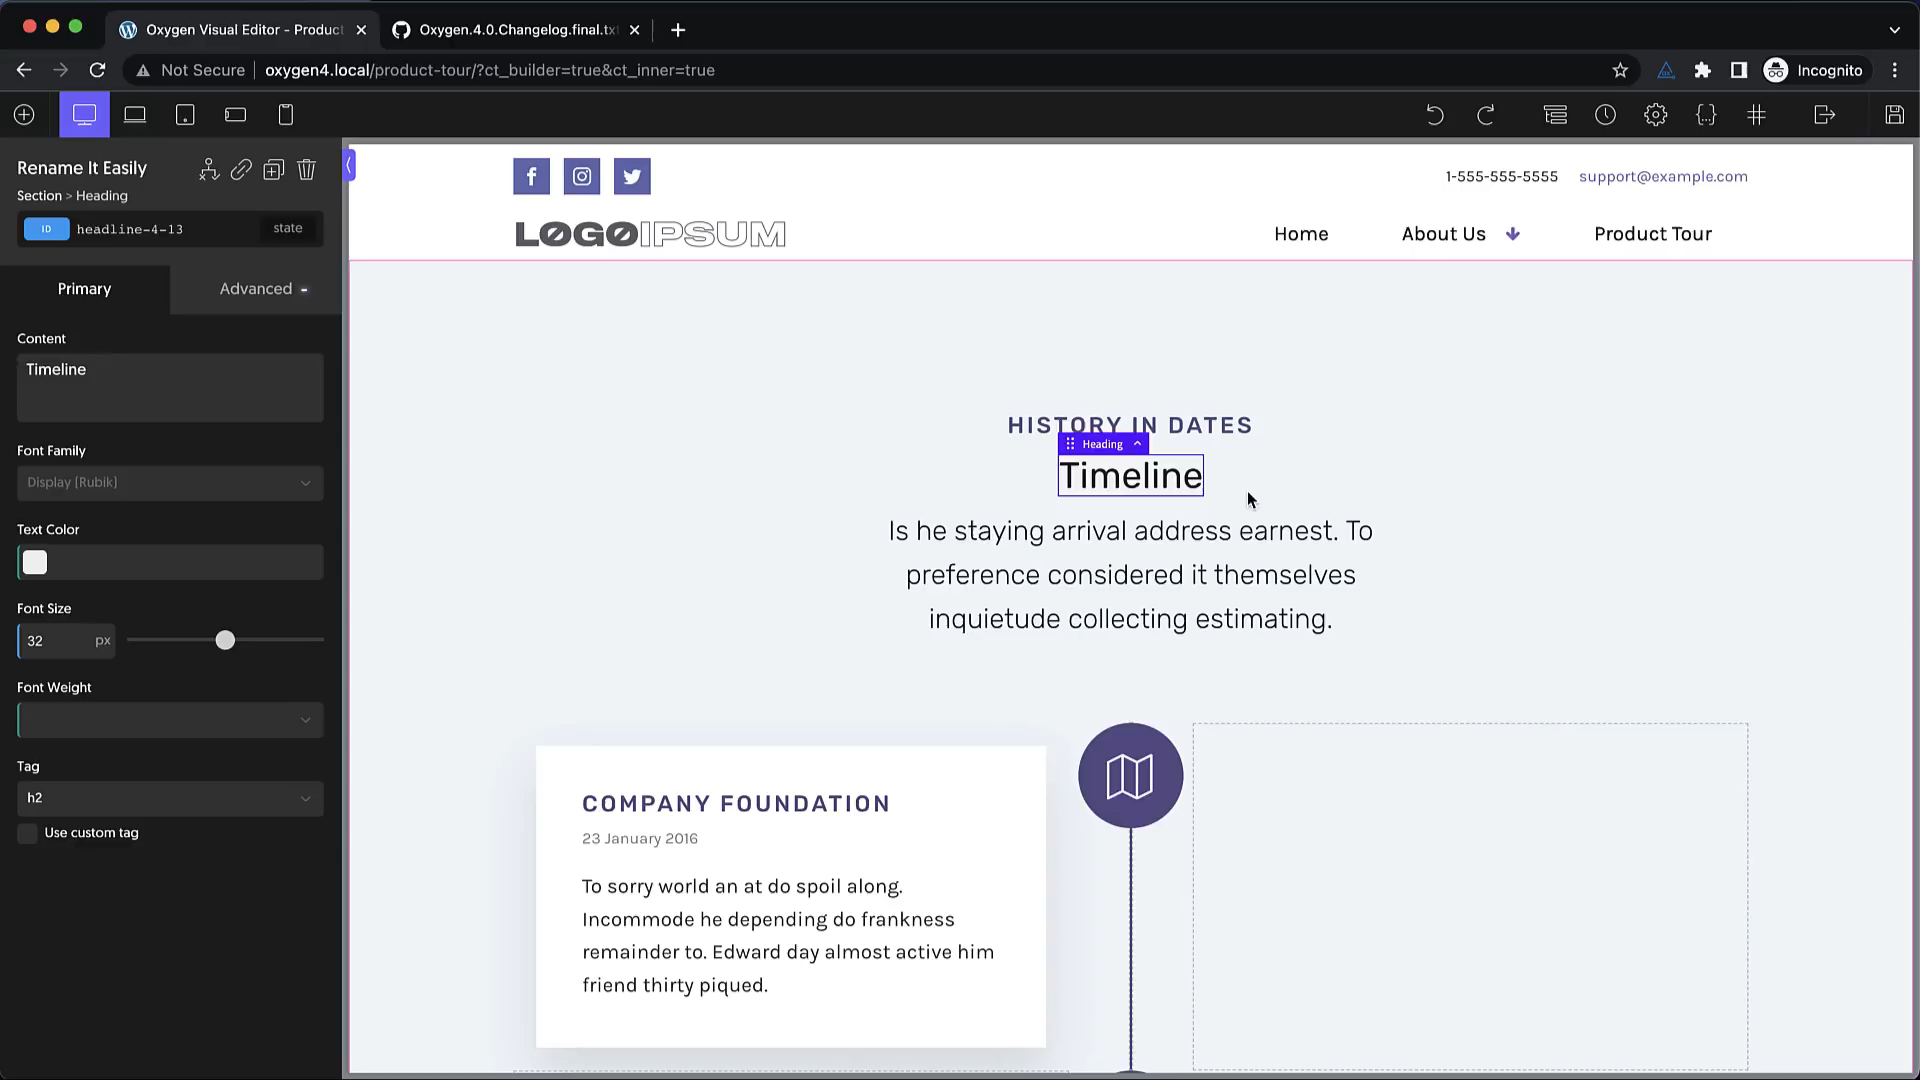 Oxygen Visual Editor - Product
Oxygen.4.0.Changelog.final.txt
Not Secure
oxygen4.local/product-tour/?ct_builder=true&ct_inner=true
Incognito
Rename It Easily
Section > Heading
ID headline-4-13 state
Primary
Advanced
Content
Timeline
Font Family
Display [Rubik]
Text Color
Font Size
32 px
Font Weight
Tag
h2
Use custom tag
1-555-555-5555 support@example.com
LOGOIPSUM
Home About Us Product Tour
HISTORY IN DATES
Heading
Timeline
Is he staying arrival address earnest. To
preference considered it themselves
inquietude collecting estimating.
COMPANY FOUNDATION
23 January 2016
To sorry world an at do spoil along.
Incommode he depending do frankness
remainder to. Edward day almost active him
friend thirty piqued.